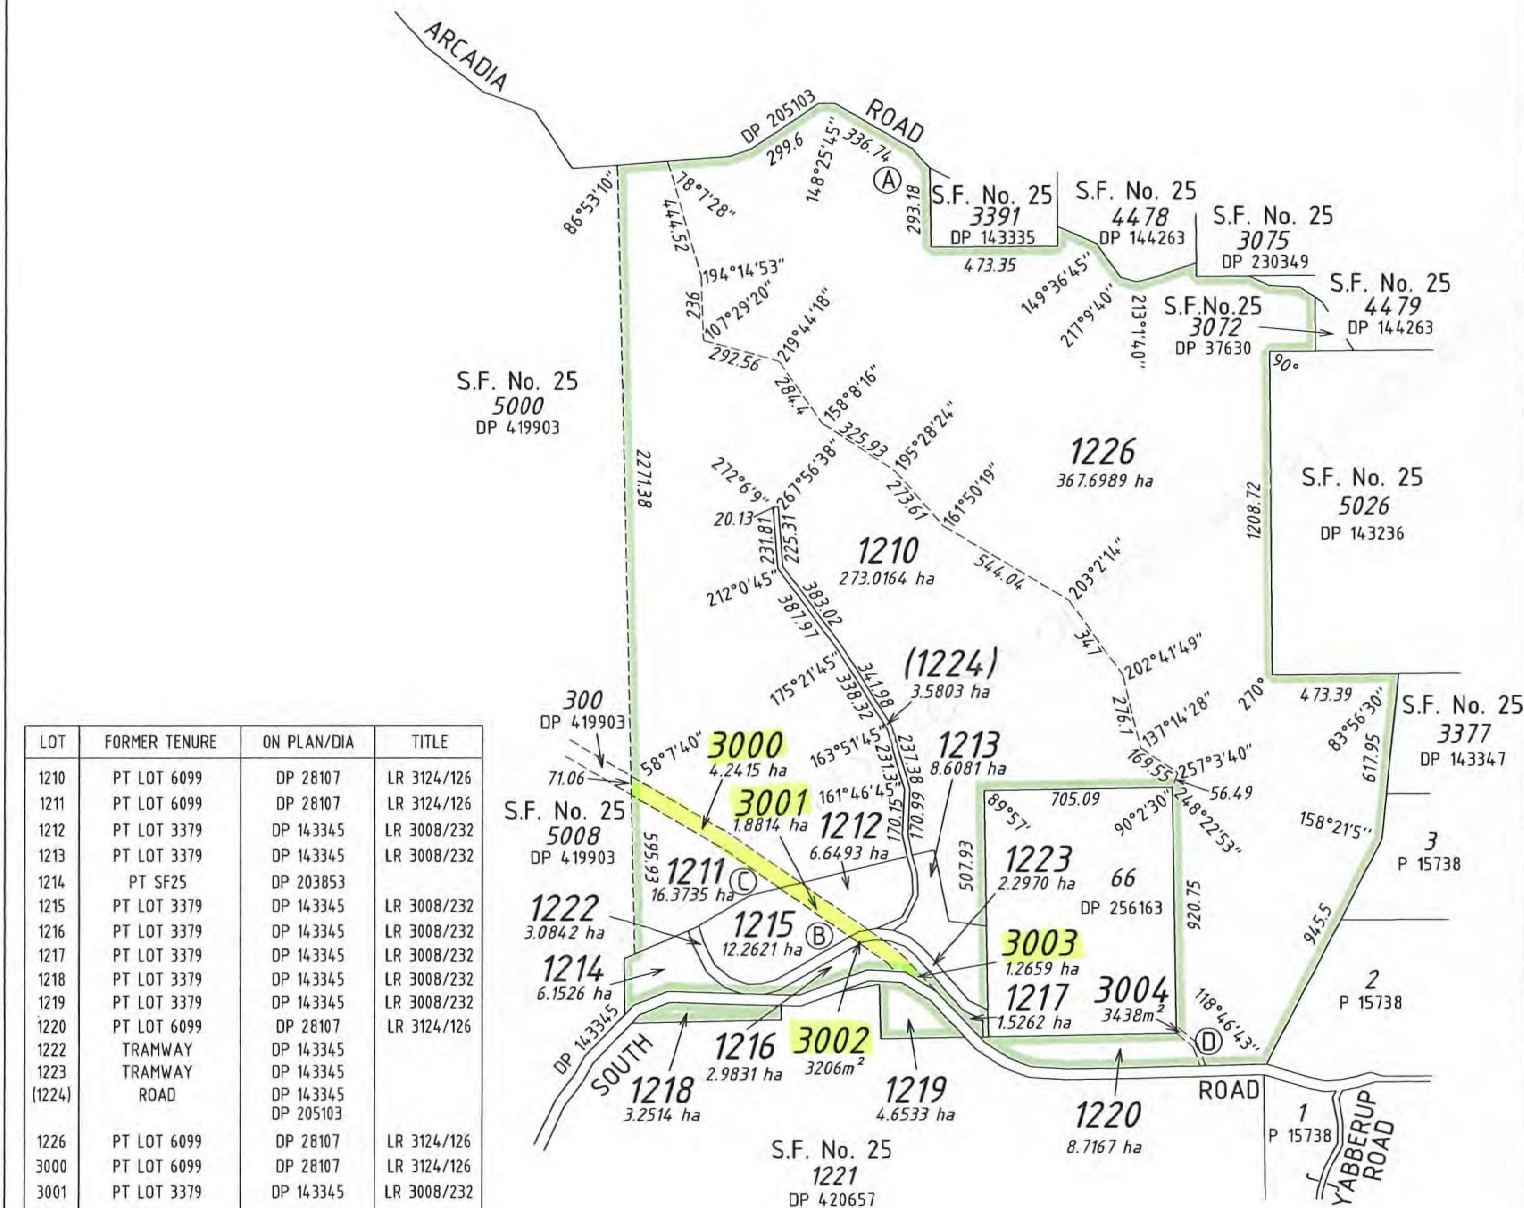 ARCADIA
ROAD
DP 205103
299.6
336.74
148°25'45"
A
293.18
86°53'10"
78°7'28"
444.52
194°14'53"
236
107°29'20"
292.56
219°44'18"
284.4
158°8'16"
325.93
195°28'24"
273.61
161°50'19"
544.04
203°2'14"
347
202°41'49"
276.7
137°14'28"
169.55
257°3'40"
56.49
248°22'53"
S.F. No. 25
3391
DP 143335
473.35
S.F. No. 25
4478
DP 144263
S.F. No. 25
3075
DP 230349
S.F. No. 25
4479
DP 144263
149°36'45"
217°9'40"
213°1'40"
S.F. No. 25
3072
DP 37630
90°
S.F. No. 25
5000
DP 419903
2271.38
1226
367.6989 ha
1208.72
S.F. No. 25
5026
DP 143236
272°6'9"
267°56'38"
20.13
231.81
225.31
1210
273.0164 ha
212°0'45"
383.02
387.97
175°21'45"
341.98
338.32
(1224)
3.5803 ha
270°
473.39
83°56'30"
617.95
S.F. No. 25
3377
DP 143347
300
DP 419903
71.06
58°7'40"
3000
4.2415 ha
163°51'45"
231.3
237.38
1213
8.6081 ha
3001
1.8814 ha
161°46'45"
170.51
170.99
1212
6.6493 ha
S.F. No. 25
5008
DP 419903
595.93
705.09
89°57'
90°2'30"
507.93
158°21'5"
3
P 15738
1211
16.3735 ha
C
1223
2.2970 ha
66
DP 256163
920.75
945.5
1222
3.0842 ha
1215
12.2621 ha
B
3003
1.2659 ha
1214
6.1526 ha
1217
1.5262 ha
3004
3438m²
118°46'43"
D
2
P 15738
DP 143345
SOUTH
1218
3.2514 ha
1216
2.9831 ha
3002
3206m²
1219
4.6533 ha
1220
8.7167 ha
ROAD
1
P 15738
YABBERUP
ROAD
S.F. No. 25
1221
DP 420657
LOT FORMER TENURE ON PLAN/DIA TITLE
1210 PT LOT 6099 DP 28107 LR 3124/126
1211 PT LOT 6099 DP 28107 LR 3124/126
1212 PT LOT 3379 DP 143345 LR 3008/232
1213 PT LOT 3379 DP 143345 LR 3008/232
1214 PT SF25 DP 203853
1215 PT LOT 3379 DP 143345 LR 3008/232
1216 PT LOT 3379 DP 143345 LR 3008/232
1217 PT LOT 3379 DP 143345 LR 3008/232
1218 PT LOT 3379 DP 143345 LR 3008/232
1219 PT LOT 3379 DP 143345 LR 3008/232
1220 PT LOT 6099 DP 28107 LR 3124/126
1222 TRAMWAY DP 143345
1223 TRAMWAY DP 143345
(1224) ROAD DP 143345
DP 205103
1226 PT LOT 6099 DP 28107 LR 3124/126
3000 PT LOT 6099 DP 28107 LR 3124/126
3001 PT LOT 3379 DP 143345 LR 3008/232